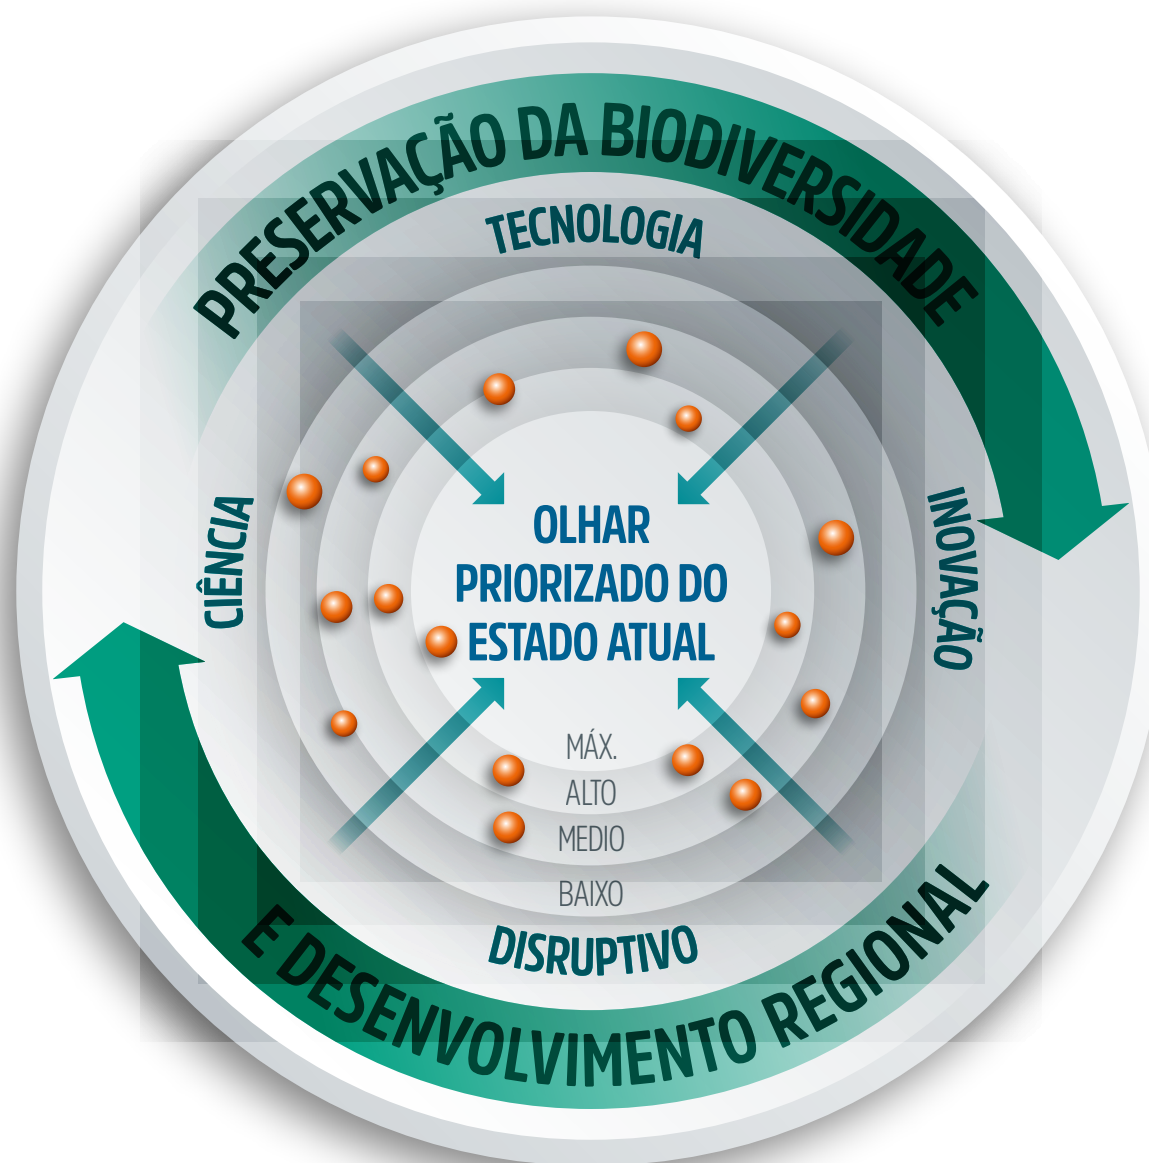 PRESERVAÇÃO DA BIODIVERSIDADE
TECNOLOGIA
CIÊNCIA
INOVAÇÃO
OLHAR
PRIORIZADO DO
ESTADO ATUAL
MÁX.
ALTO
MEDIO
BAIXO
DISRUPTIVO
E DESENVOLVIMENTO REGIONAL